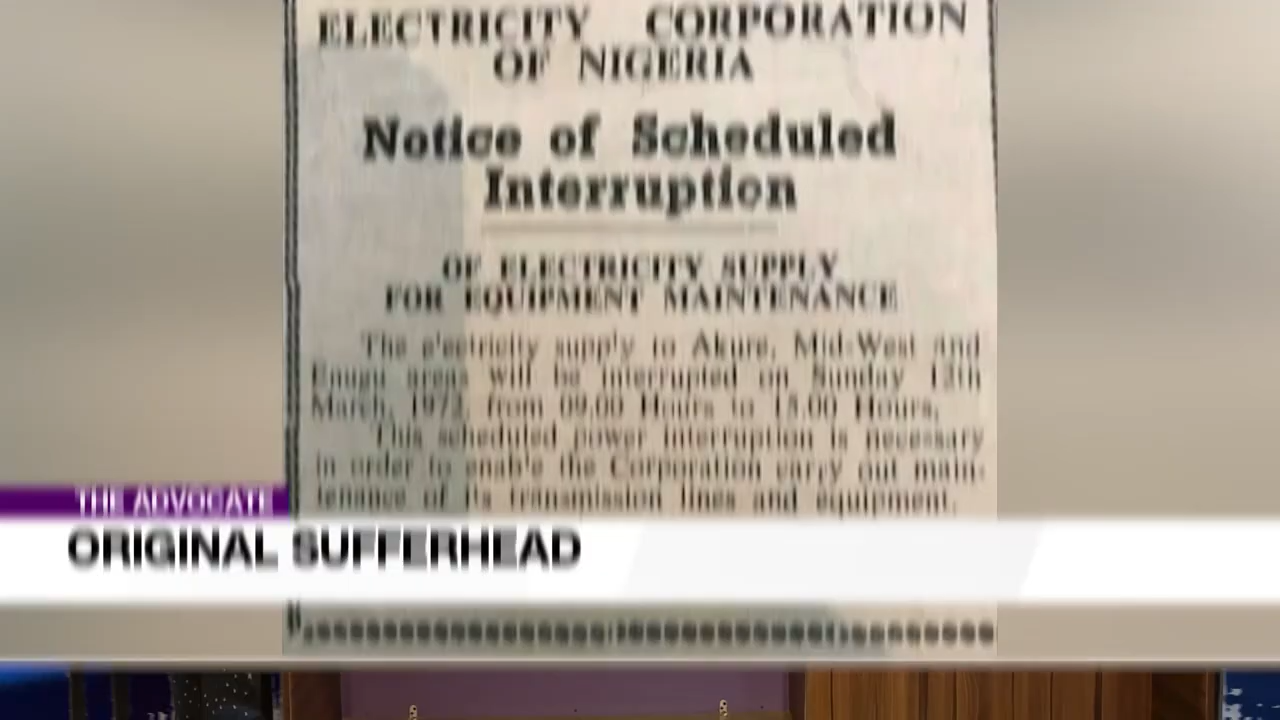 ELECTRICITY CORPORATION
OF NIGERIA
Notice of Scheduled
Interruption
OF ELECTRICITY SUPPLY
FOR EQUIPMENT MAINTENANCE
The electricity supply to Akure, Mid-West and
Enugu areas will be interrupted on Sunday 12th
March, 1972, from 09.00 Hours to 15.00 Hours.
This scheduled power interruption is necessary
in order to enable the Corporation carry out main-
tenance of its transmission lines and equipment.
THE ADVOCATE
ORIGINAL SUFFERHEAD